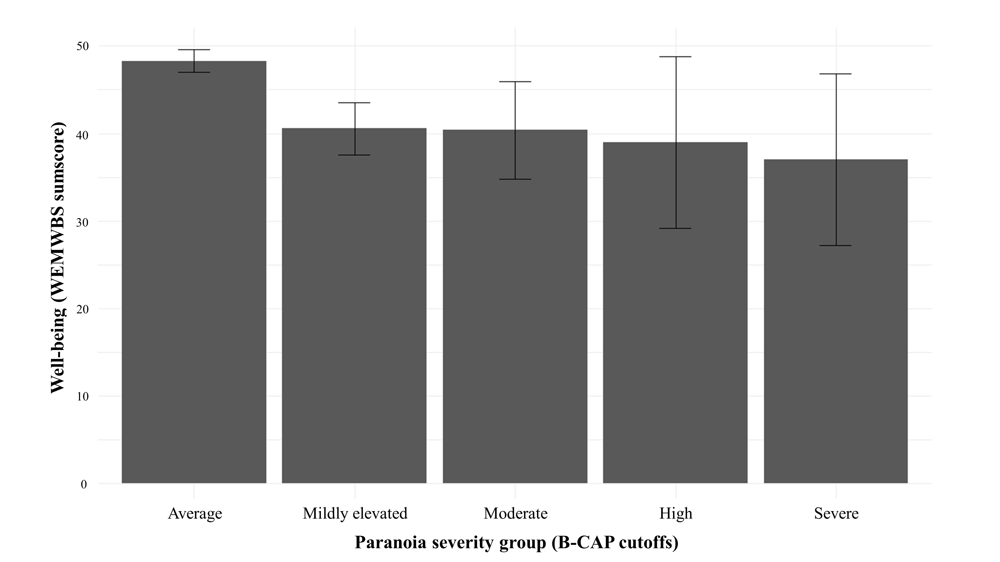 Well-being (WEMWBS sumscore)
50
40
30
20
10
0
Average
Mildly elevated
Moderate
High
Severe
Paranoia severity group (B-CAP cutoffs)